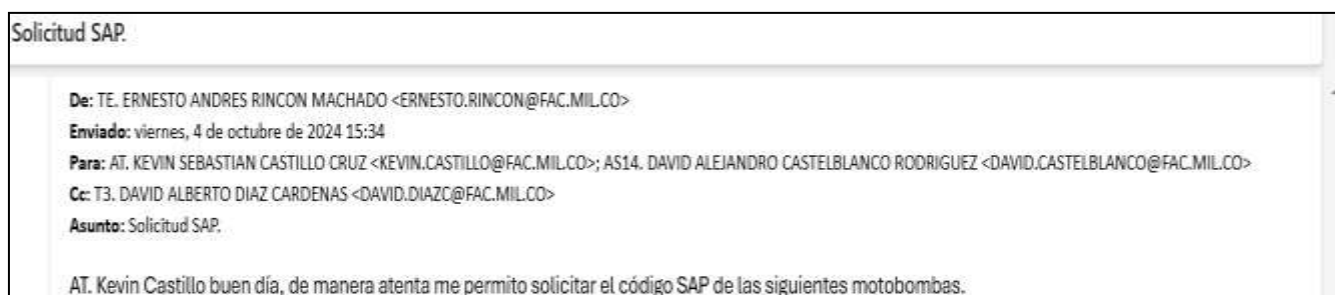 Solicitud SAP.
De: TE. ERNESTO ANDRES RINCON MACHADO <ERNESTO.RINCON@FAC.MIL.CO>
Enviado: viernes, 4 de octubre de 2024 15:34
Para: AT. KEVIN SEBASTIAN CASTILLO CRUZ <KEVIN.CASTILLO@FAC.MIL.CO>; AS14. DAVID ALEJANDRO CASTELBLANCO RODRIGUEZ <DAVID.CASTELBLANCO@FAC.MIL.CO>
Cc: T3. DAVID ALBERTO DIAZ CARDENAS <DAVID.DIAZC@FAC.MIL.CO>
Asunto: Solicitud SAP.
AT. Kevin Castillo buen día, de manera atenta me permito solicitar el código SAP de las siguientes motobombas.